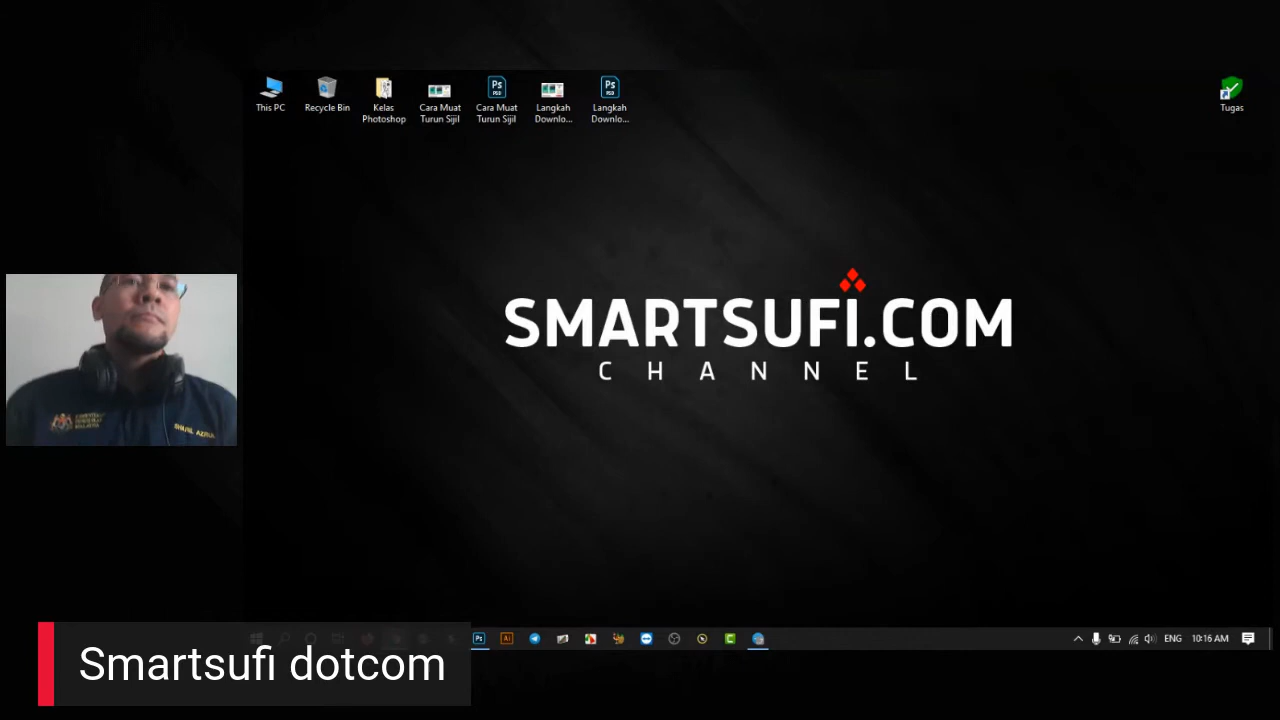 This PC
Recycle Bin
Kelas
Photoshop
Cara Muat
Turun Sijil
Cara Muat
Turun Sijil
Langkah
Downlo...
Langkah
Downlo...
Tugas
SMARTSUFI.COM
CHANNEL
ENG
10:16 AM
Smartsufi dotcom